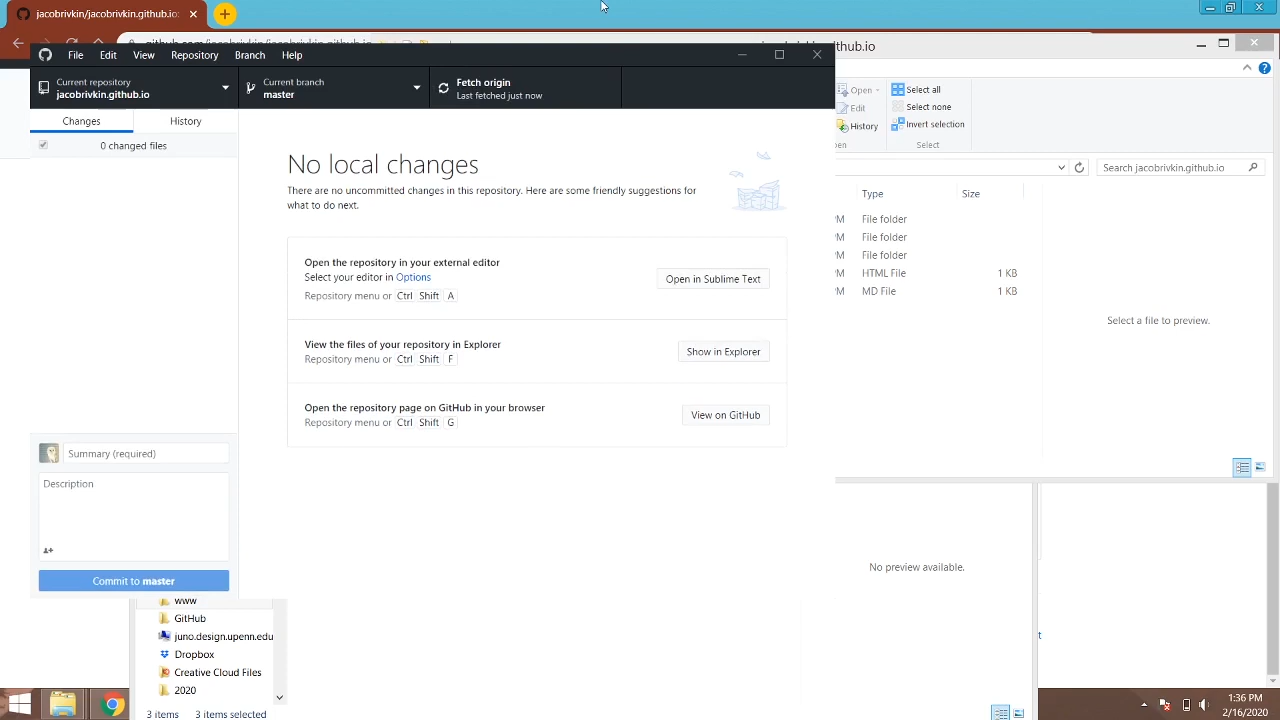 jacobrivkin/jacobrivkin.github.io:
File Edit View Repository Branch Help
Current repository
jacobrivkin.github.io
Current branch
master
Fetch origin
Last fetched just now
Changes
History
0 changed files
No local changes
There are no uncommitted changes in this repository. Here are some friendly suggestions for
what to do next.
Open the repository in your external editor
Select your editor in Options
Repository menu or Ctrl Shift A
Open in Sublime Text
View the files of your repository in Explorer
Repository menu or Ctrl Shift F
Show in Explorer
Open the repository page on GitHub in your browser
Repository menu or Ctrl Shift G
View on GitHub
Summary (required)
Description
Commit to master
io
Open
Edit
History
Select all
Select none
Invert selection
Select
Search jacobrivkin.github.io
Type Size
File folder
File folder
File folder
HTML File 1 KB
MD File 1 KB
Select a file to preview.
No preview available.
www
GitHub
juno.design.upenn.edu
Dropbox
Creative Cloud Files
2020
3 items 3 items selected
1:36 PM
2/16/2020